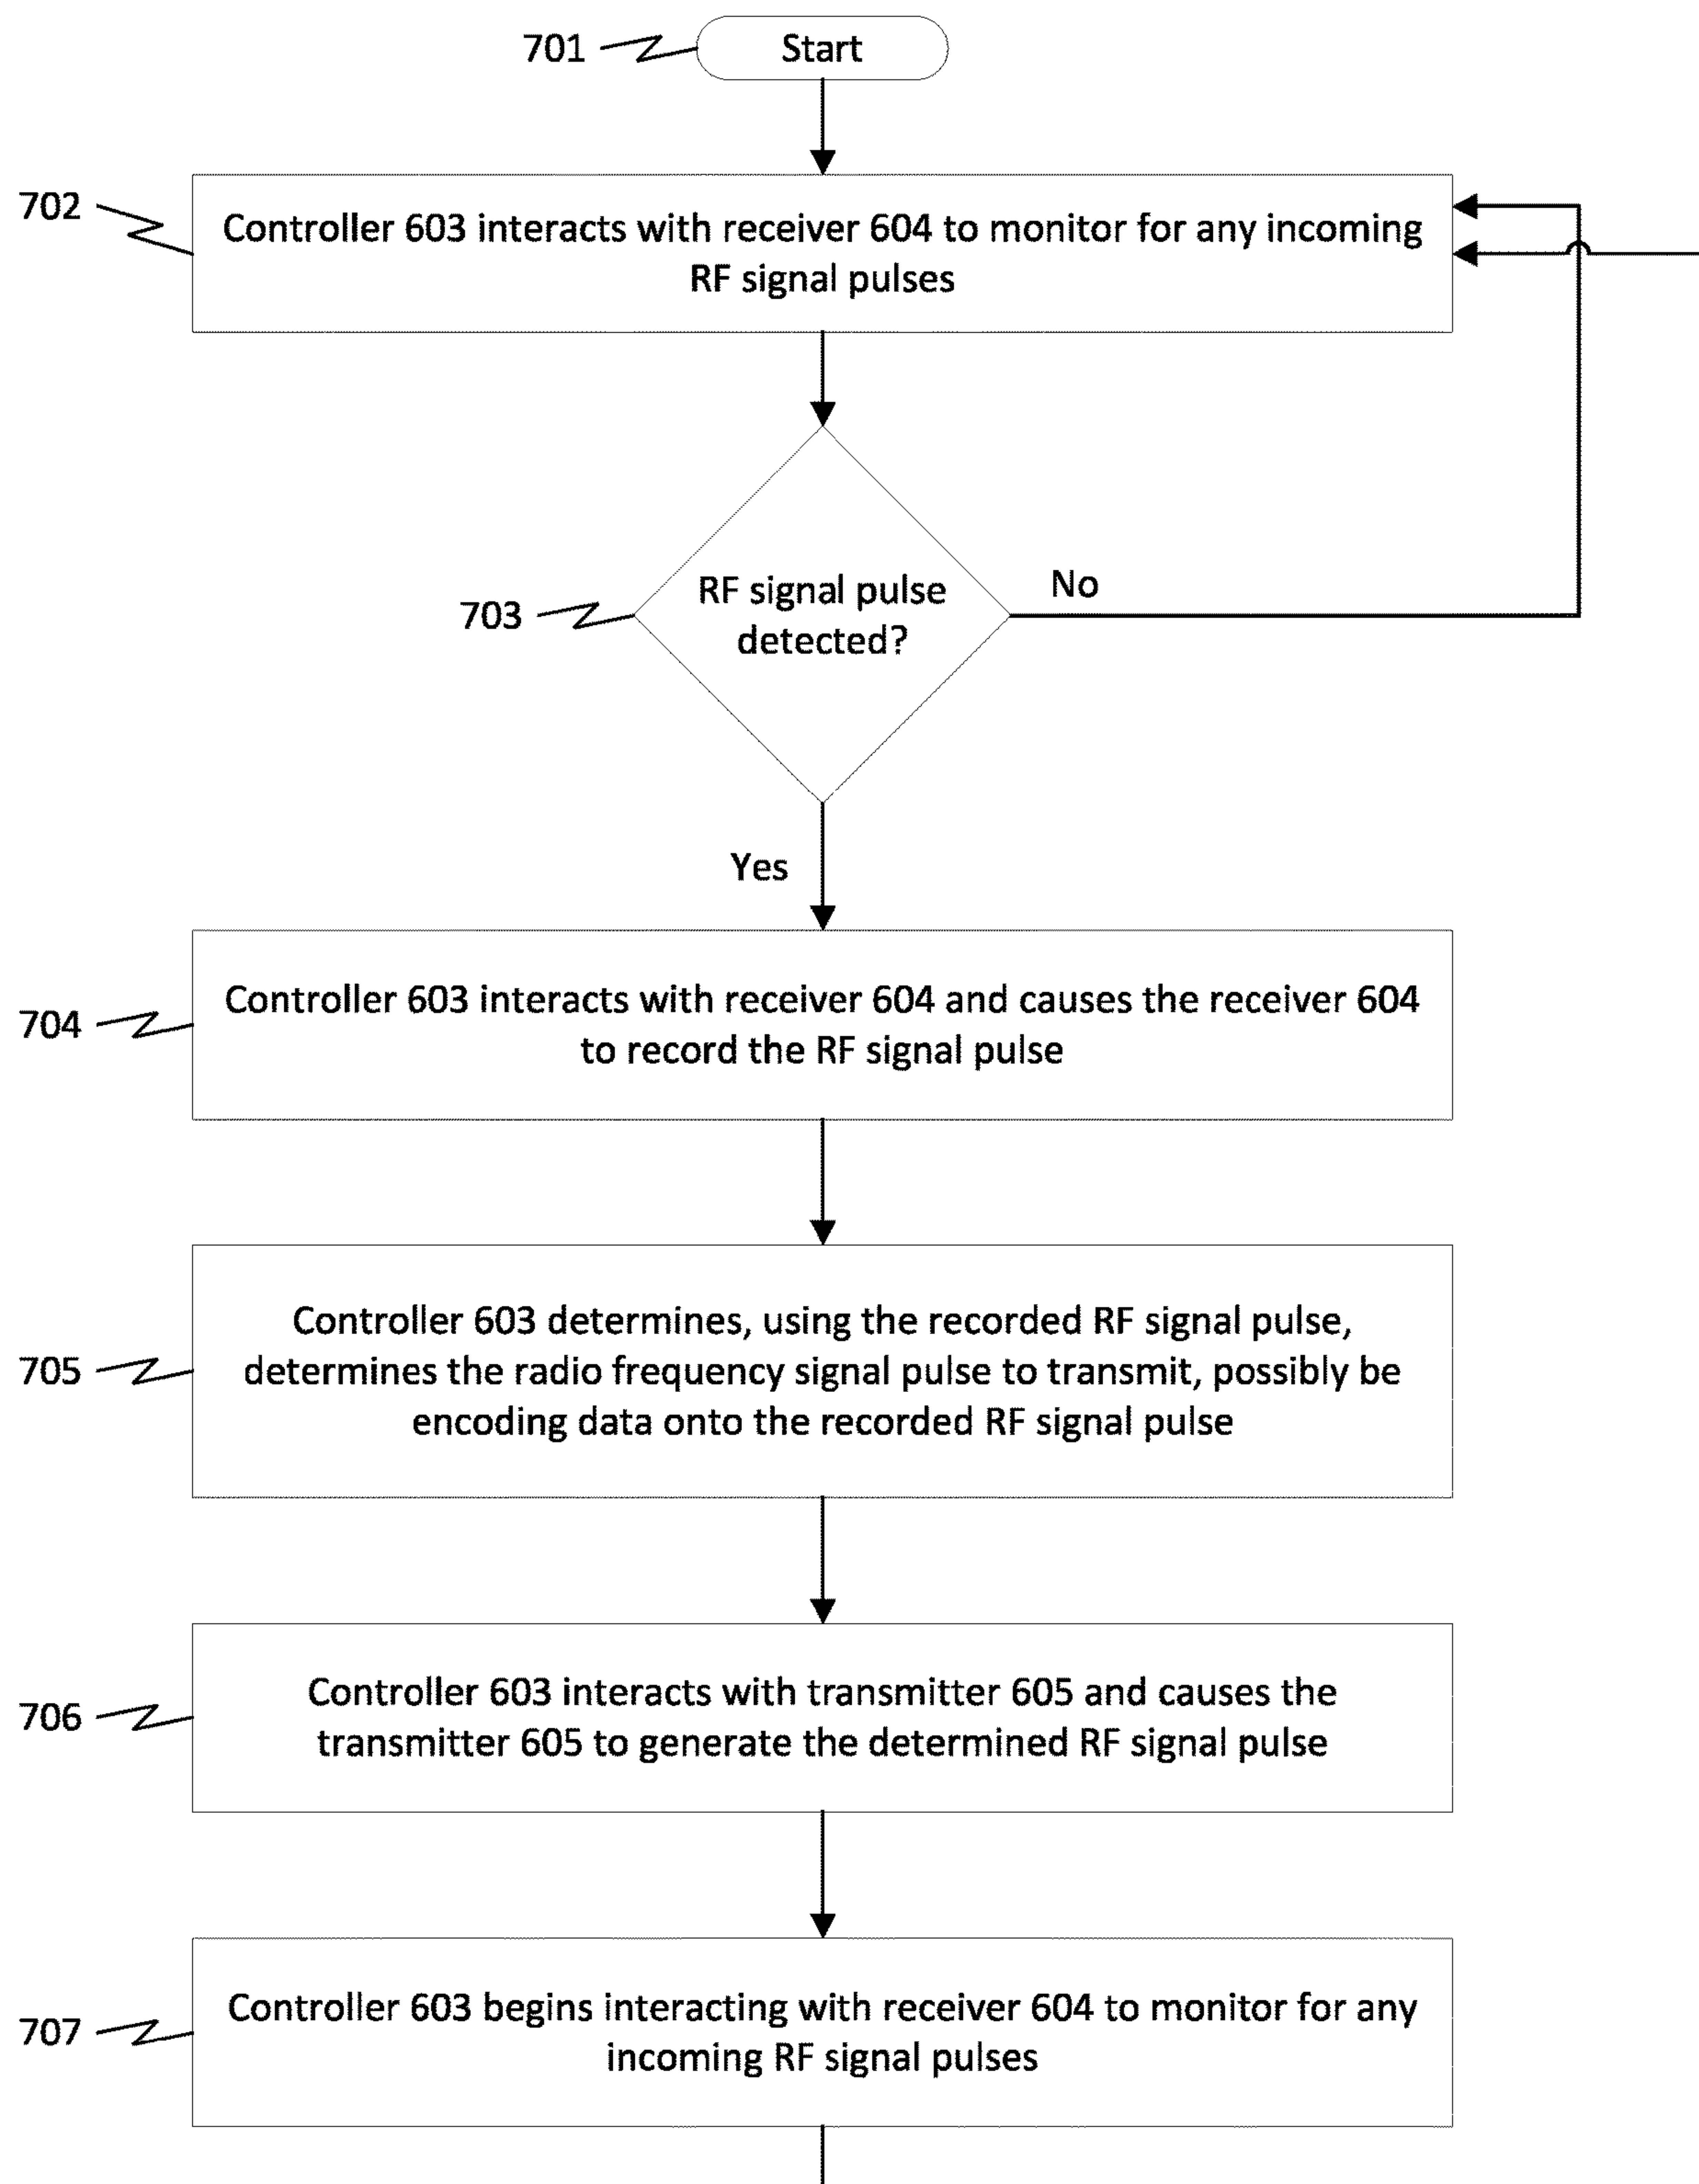 701
Start
702
Controller 603 interacts with receiver 604 to monitor for any incoming
RF signal pulses
703
RF signal pulse
detected?
No
Yes
704
Controller 603 interacts with receiver 604 and causes the receiver 604
to record the RF signal pulse
705
Controller 603 determines, using the recorded RF signal pulse,
determines the radio frequency signal pulse to transmit, possibly be
encoding data onto the recorded RF signal pulse
706
Controller 603 interacts with transmitter 605 and causes the
transmitter 605 to generate the determined RF signal pulse
707
Controller 603 begins interacting with receiver 604 to monitor for any
incoming RF signal pulses